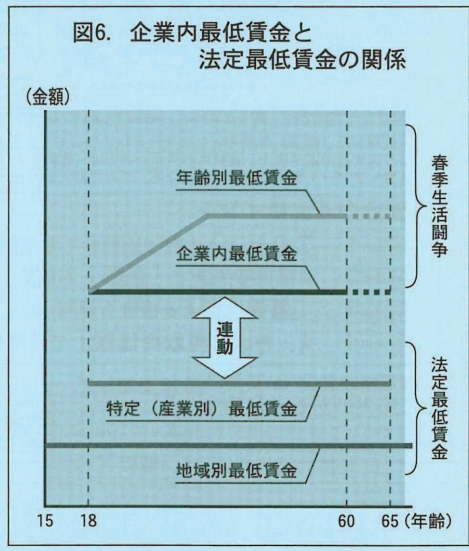 図6. 企業内最低賃金と
法定最低賃金の関係
(金額)
年齢別最低賃金
企業内最低賃金
連動
特定（産業別）最低賃金
地域別最低賃金
春季生活闘争
法定最低賃金
15 18 60 65 (年齢)